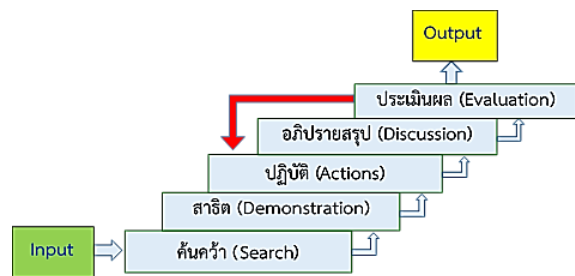 Output
ประเมินผล (Evaluation)
อภิปรายสรุป (Discussion)
ปฏิบัติ (Actions)
สาธิต (Demonstration)
ค้นคว้า (Search)
Input